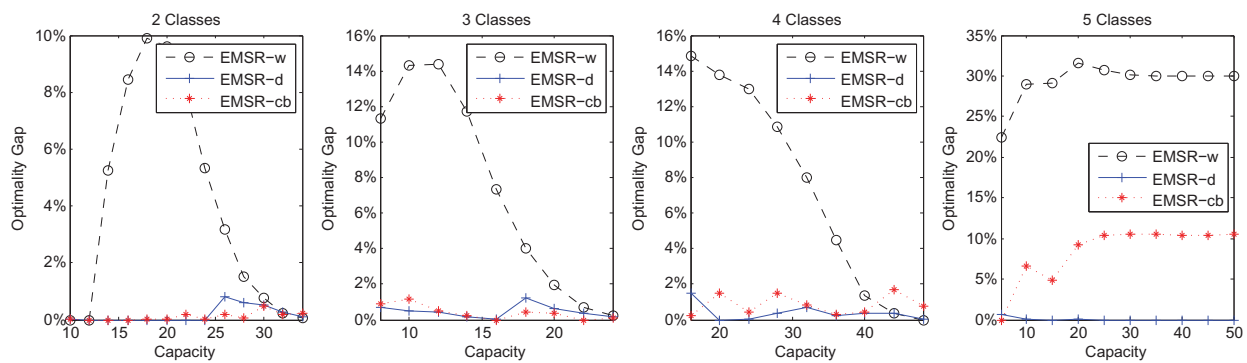 2 Classes
10%
8%
6%
4%
2%
0%
Optimality Gap
10 15 20 25 30
Capacity
EMSR-w
EMSR-d
EMSR-cb
3 Classes
16%
14%
12%
10%
8%
6%
4%
2%
0%
Optimality Gap
10 15 20
Capacity
EMSR-w
EMSR-d
EMSR-cb
4 Classes
16%
14%
12%
10%
8%
6%
4%
2%
0%
Optimality Gap
20 30 40
Capacity
EMSR-w
EMSR-d
EMSR-cb
5 Classes
35%
30%
25%
20%
15%
10%
5%
0%
Optimality Gap
10 20 30 40 50
Capacity
EMSR-w
EMSR-d
EMSR-cb